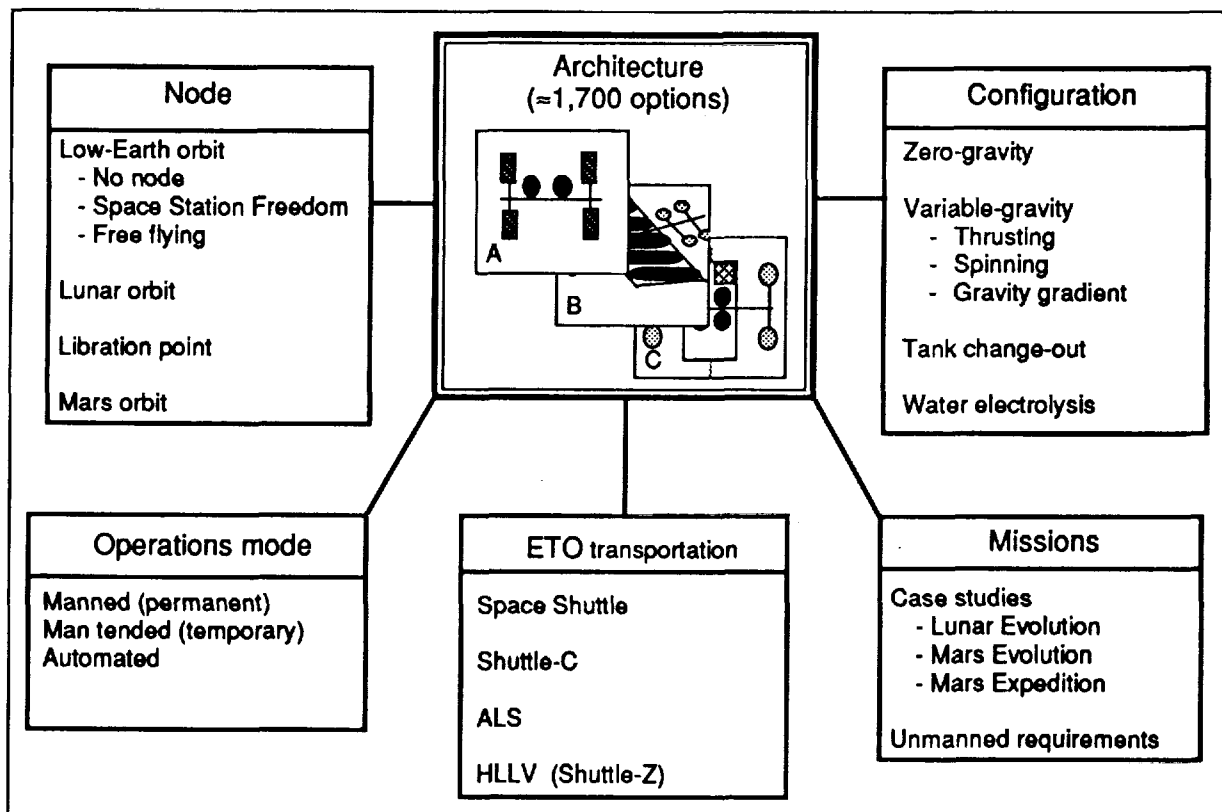 Architecture
(≈1,700 options)
A
B
C
Node
Low-Earth orbit
- No node
- Space Station Freedom
- Free flying
Lunar orbit
Libration point
Mars orbit
Configuration
Zero-gravity
Variable-gravity
- Thrusting
- Spinning
- Gravity gradient
Tank change-out
Water electrolysis
Operations mode
Manned (permanent)
Man tended (temporary)
Automated
ETO transportation
Space Shuttle
Shuttle-C
ALS
HLLV (Shuttle-Z)
Missions
Case studies
- Lunar Evolution
- Mars Evolution
- Mars Expedition
Unmanned requirements